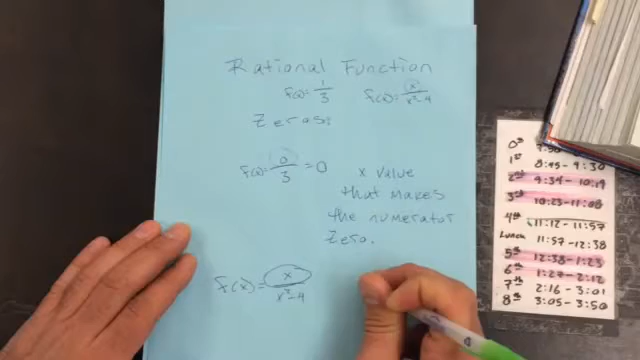 Rational Function
f(x)= 1/3 f(x)= x/x²-4
Zeros:
f(x)= 0/3 =0
x value
that makes
the numerator
zero.
f(x)= x/x²-4
0ᵗʰ
1ˢᵗ 8:45- 9:30
2ⁿᵈ 9:34- 10:19
3ʳᵈ 10:23-11:08
4ᵗʰ 11:12- 11:57
Lunch 11:57-12:38
5ᵗʰ 12:38-1:23
6ᵗʰ 1:27-2:12
7ᵗʰ 2:16-3:01
8ᵗʰ 3:05-3:50